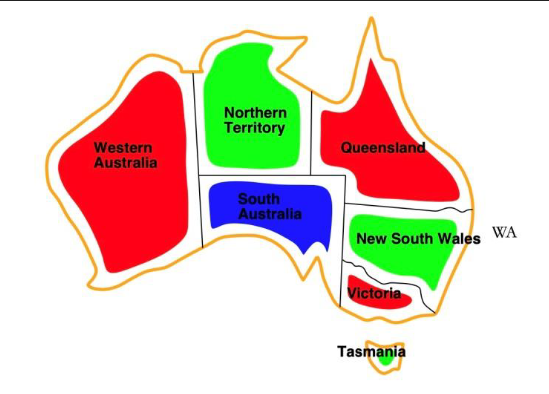 Northern
Territory
Western
Australia
Queensland
South
Australia
New South Wales
WA
Victoria
Tasmania